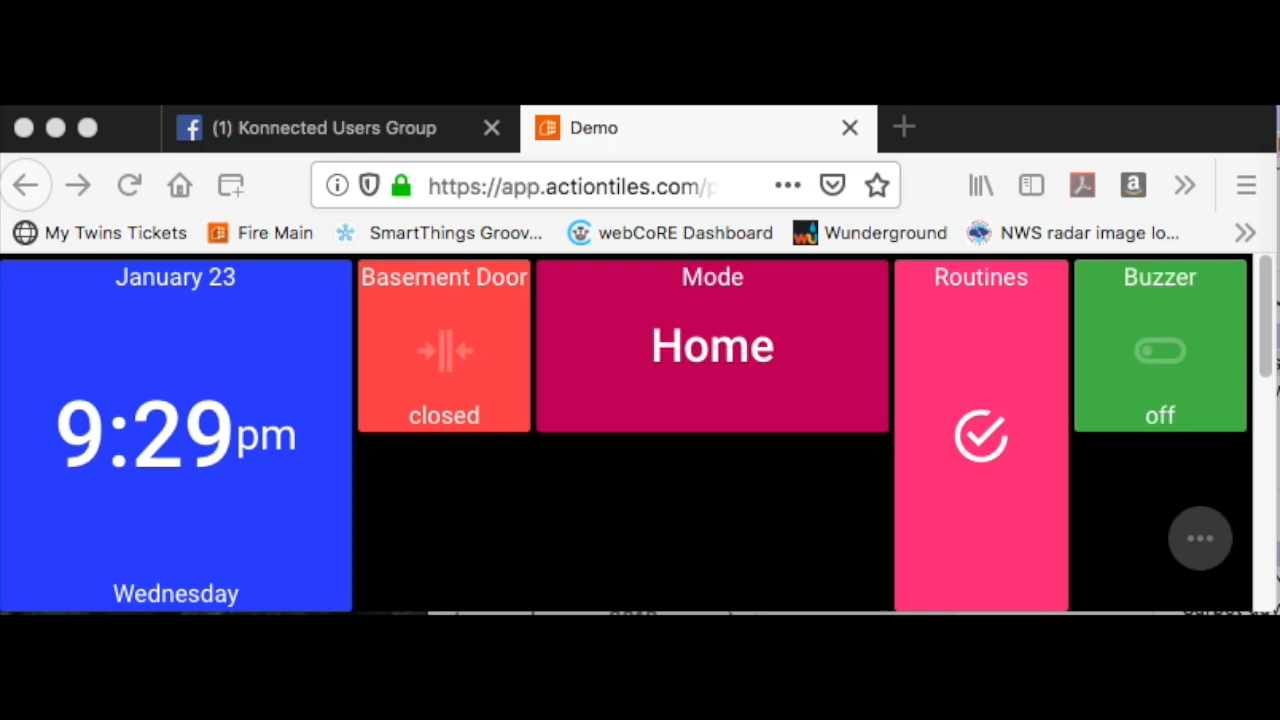 (1) Konnected Users Group
Demo
https://app.actiontiles.com/p
My Twins Tickets
Fire Main
SmartThings Groov...
webCoRE Dashboard
Wunderground
NWS radar image lo...
January 23
9:29pm
Wednesday
Basement Door
closed
Mode
Home
Routines
Buzzer
off